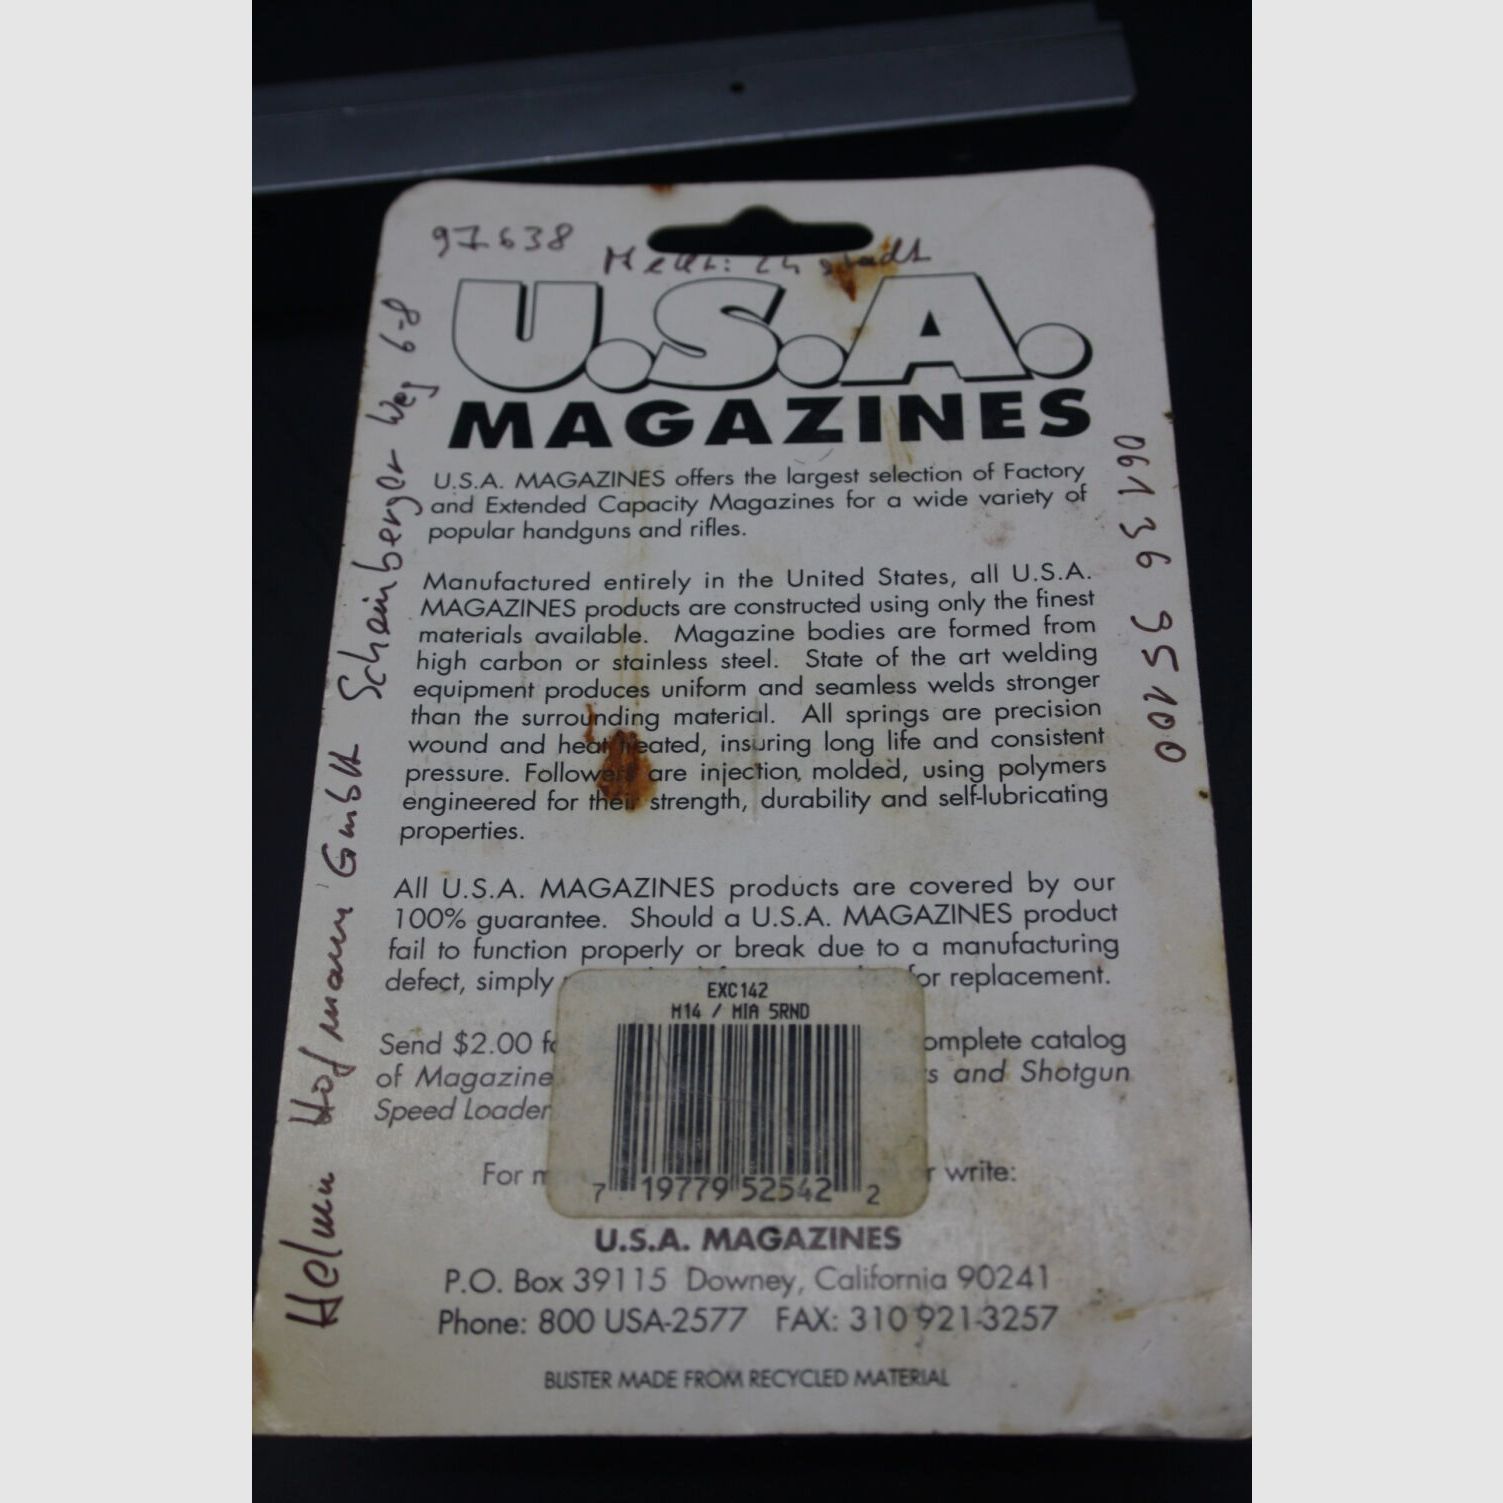 97638
U.S.A.
MAGAZINES
U.S.A. MAGAZINES offers the largest selection of Factory
and Extended Capacity Magazines for a wide variety of
popular handguns and rifles.
Manufactured entirely in the United States, all U.S.A.
MAGAZINES products are constructed using only the finest
materials available. Magazine bodies are formed from
high carbon or stainless steel. State of the art welding
equipment produces uniform and seamless welds stronger
than the surrounding material. All springs are precision
wound and heat treated, insuring long life and consistent
pressure. Followers are injection molded, using polymers
engineered for their strength, durability and self-lubricating
properties.
All U.S.A. MAGAZINES products are covered by our
100% guarantee. Should a U.S.A. MAGAZINES product
fail to function properly or break due to a manufacturing
defect, simply for replacement.
EXC142
M14 / MIA 5RND
Send $2.00 omplete catalog
of Magazine s and Shotgun
Speed Loader
7 19779 52542 2
For r write:
U.S.A. MAGAZINES
P.O. Box 39115 Downey, California 90241
Phone: 800 USA-2577 FAX: 310 921-3257
BLISTER MADE FROM RECYCLED MATERIAL
Helmut Hofmann GmbH Scheinberger Weg 6-8
06136 95100